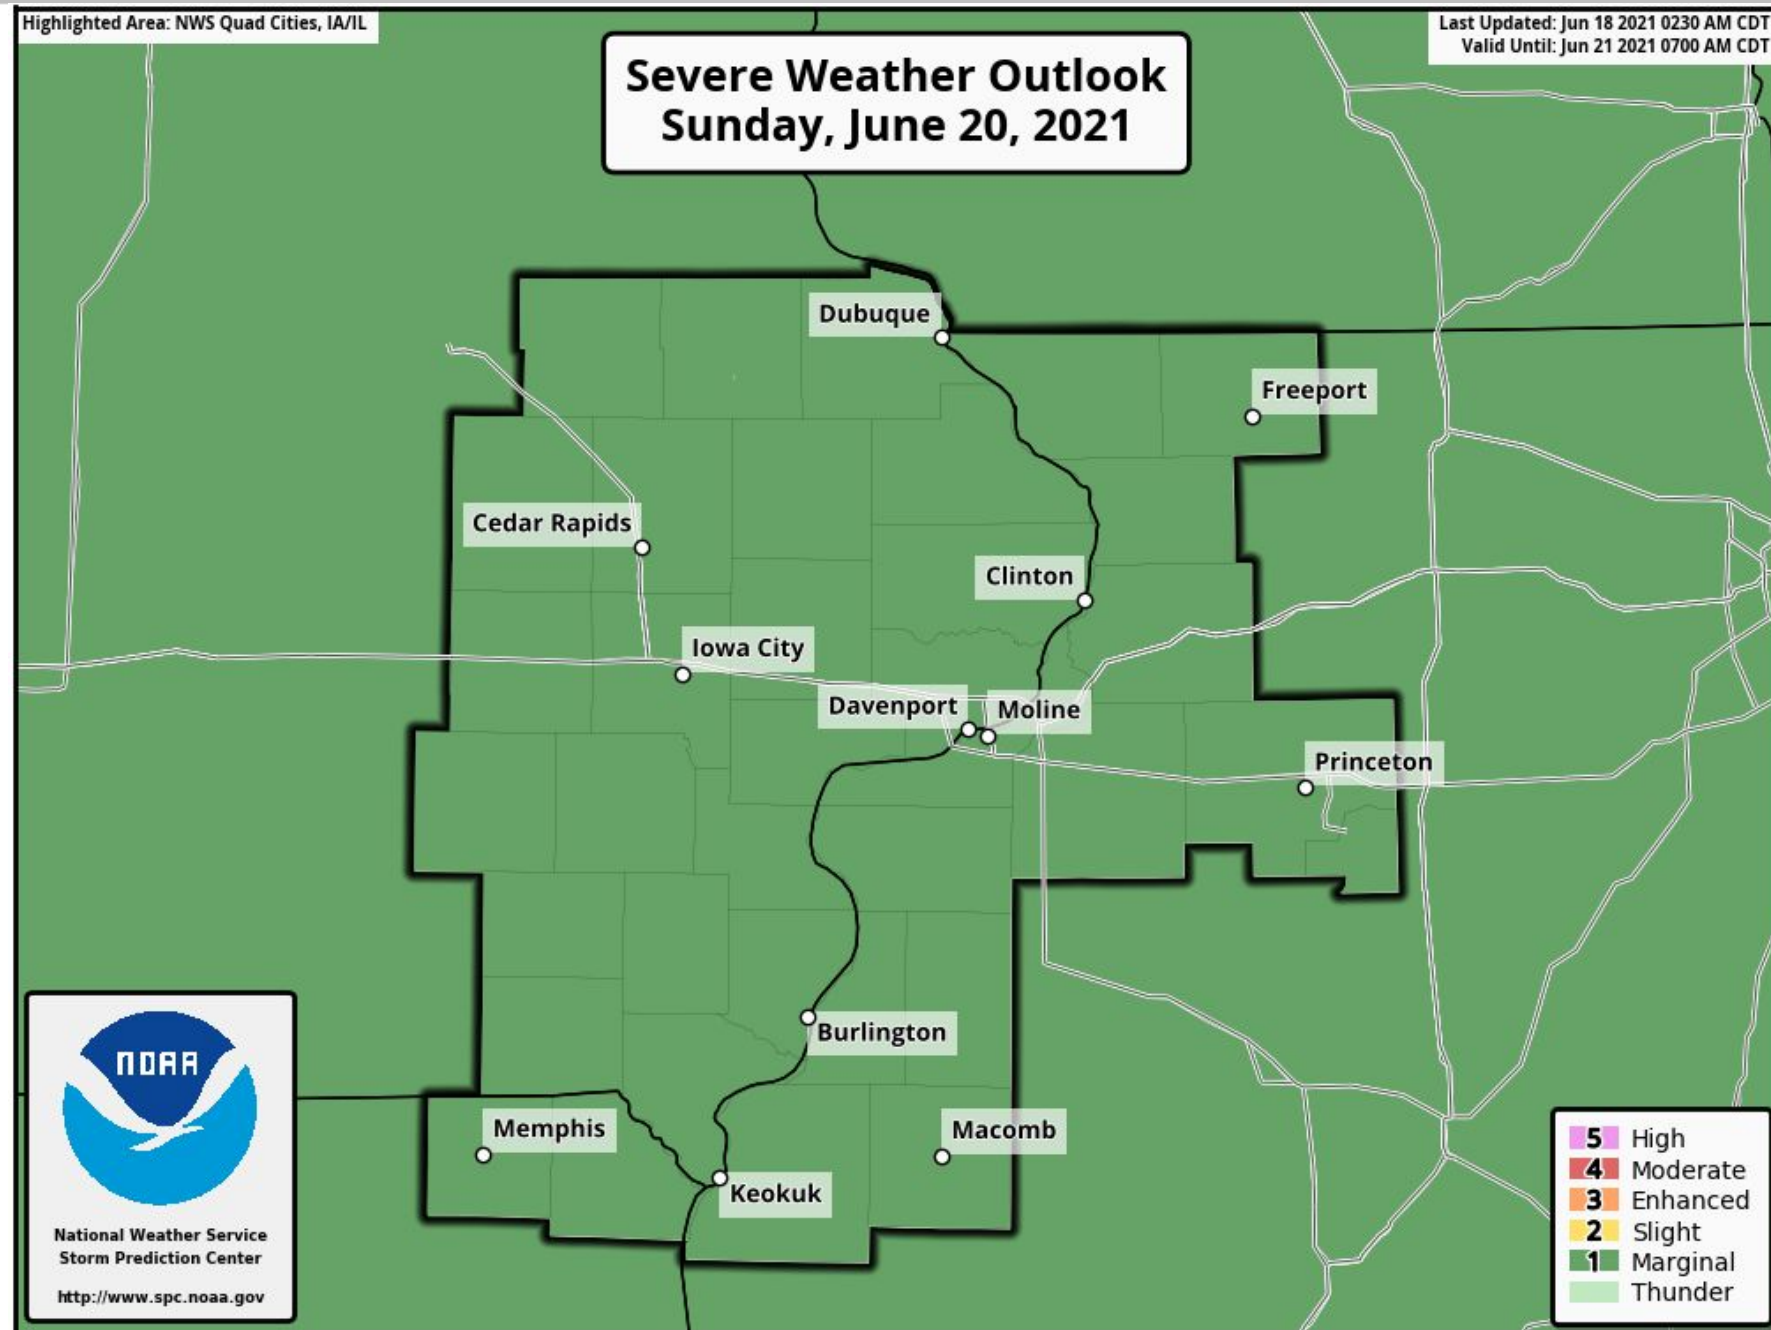 Highlighted Area: NWS Quad Cities, IA/IL
Last Updated: Jun 18 2021 0230 AM CDT
Valid Until: Jun 21 2021 0700 AM CDT
Severe Weather Outlook
Sunday, June 20, 2021
Dubuque
Freeport
Cedar Rapids
Clinton
Iowa City
Davenport
Moline
Princeton
Burlington
Memphis
Macomb
Keokuk
NOAA
National Weather Service
Storm Prediction Center
http://www.spc.noaa.gov
5 High
4 Moderate
3 Enhanced
2 Slight
1 Marginal
Thunder